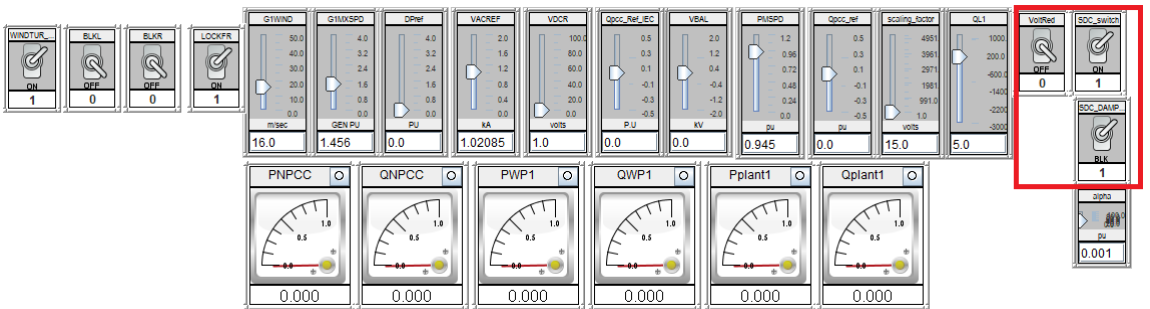 WINDTUR_...
ON
1
BLKL
OFF
0
BLKR
OFF
0
LOCKFR
ON
1
G1WIND
50.0
40.0
30.0
20.0
10.0
0.0
m/sec
16.0
G1MXSPD
4.0
3.2
2.4
1.6
0.8
0.0
GEN PU
1.456
DPref
4.0
3.2
2.4
1.6
0.8
0.0
PU
0.0
VACREF
2.0
1.6
1.2
0.8
0.4
0.0
kA
1.02085
VDCR
100.0
80.0
60.0
40.0
20.0
0.0
volts
1.0
Qpcc_Ref_IEC
0.5
0.3
0.1
-0.1
-0.3
-0.5
P.U
0.0
VBAL
2.0
1.2
0.4
-0.4
-1.2
-2.0
kV
0.0
PMSPD
1.2
0.96
0.72
0.48
0.24
0.0
pu
0.945
Qpcc_ref
0.5
0.3
0.1
-0.1
-0.3
-0.5
pu
0.0
scaling_factor
4951
3961
2971
1981
991.0
1.0
volts
15.0
QL1
1000.
200.0
-600.0
-1400
-2200
-3000
5.0
VoltRed
OFF
0
SDC_switch
ON
1
SDC_DAMP...
BLK
1
alpha
pu
0.001
PNPCC
1.0
0.5
0.0
0.000
QNPCC
1.0
0.5
0.0
0.000
PWP1
1.0
0.5
0.0
0.000
QWP1
1.0
0.5
0.0
0.000
Pplant1
1.0
0.5
0.0
0.000
Qplant1
1.0
0.5
0.0
0.000